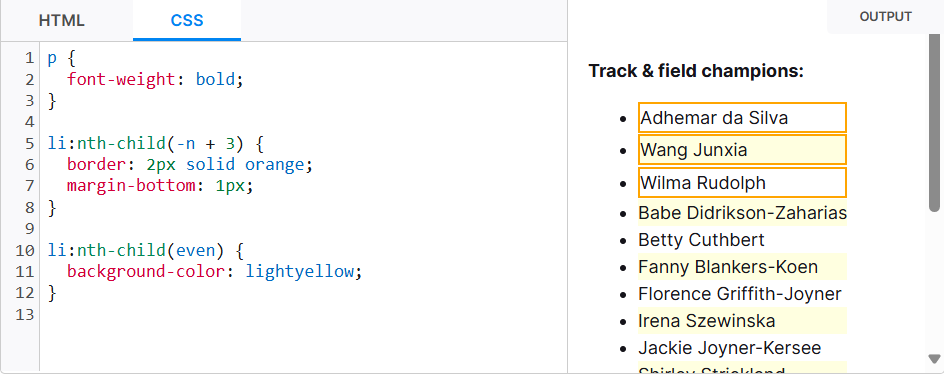 HTML
CSS
OUTPUT
1 p {
2 font-weight: bold;
3 }
4
5 li:nth-child(-n + 3) {
6 border: 2px solid orange;
7 margin-bottom: 1px;
8 }
9
10 li:nth-child(even) {
11 background-color: lightyellow;
12 }
13
Track & field champions:
• Adhemar da Silva
• Wang Junxia
• Wilma Rudolph
• Babe Didrikson-Zaharias
• Betty Cuthbert
• Fanny Blankers-Koen
• Florence Griffith-Joyner
• Irena Szewinska
• Jackie Joyner-Kersee
Shirley Strickland